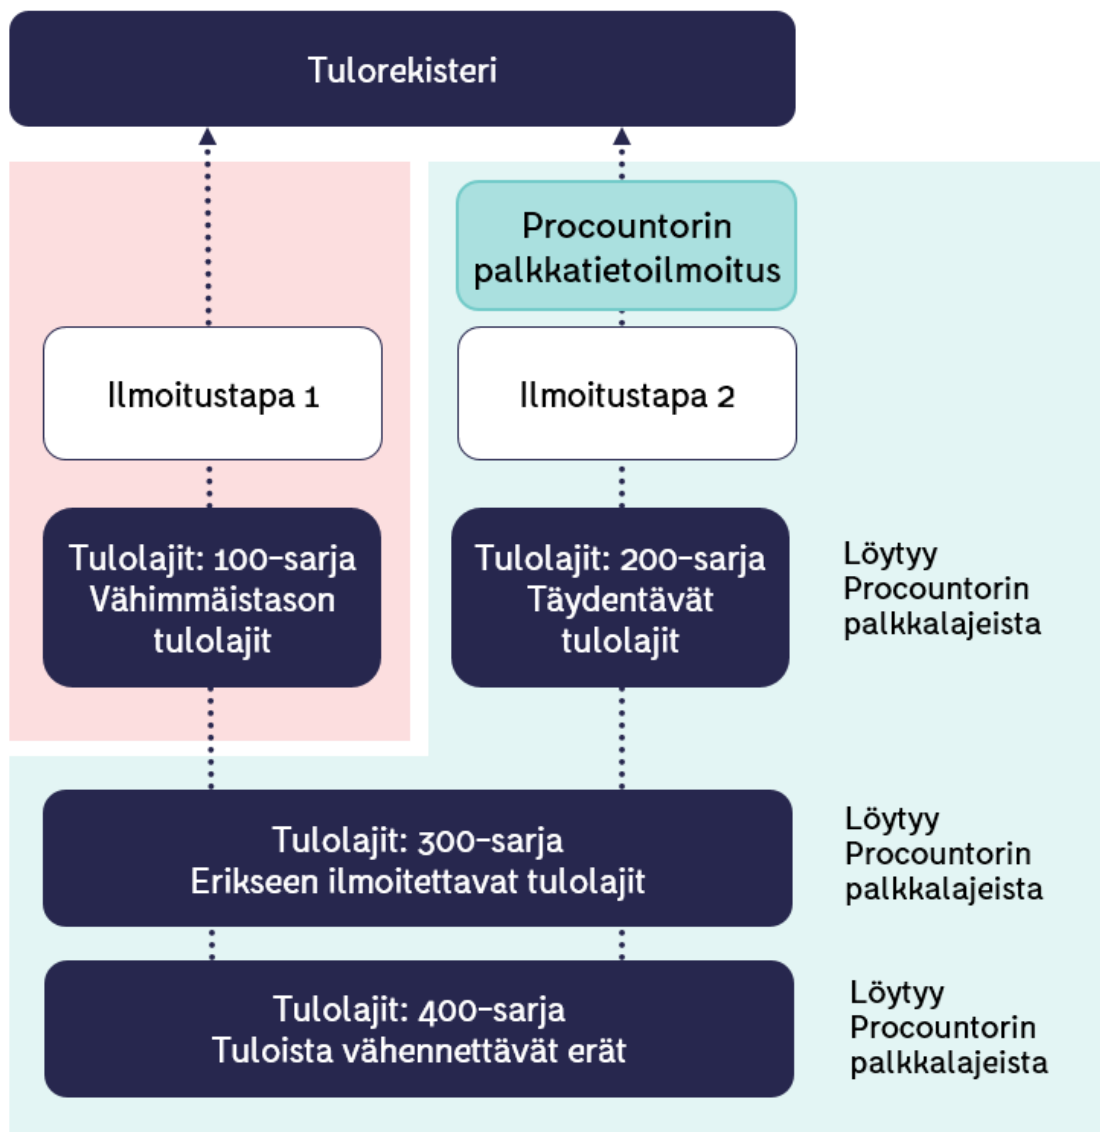 Tulorekisteri
Procountorin
palkkatietoilmoitus
Ilmoitustapa 1
Ilmoitustapa 2
Tulolajit: 100-sarja
Vähimmäistason
tulolajit
Tulolajit: 200-sarja
Täydentävät
tulolajit
Löytyy
Procountorin
palkkalajeista
Tulolajit: 300-sarja
Erikseen ilmoitettavat tulolajit
Löytyy
Procountorin
palkkalajeista
Tulolajit: 400-sarja
Tuloista vähennettävät erät
Löytyy
Procountorin
palkkalajeista